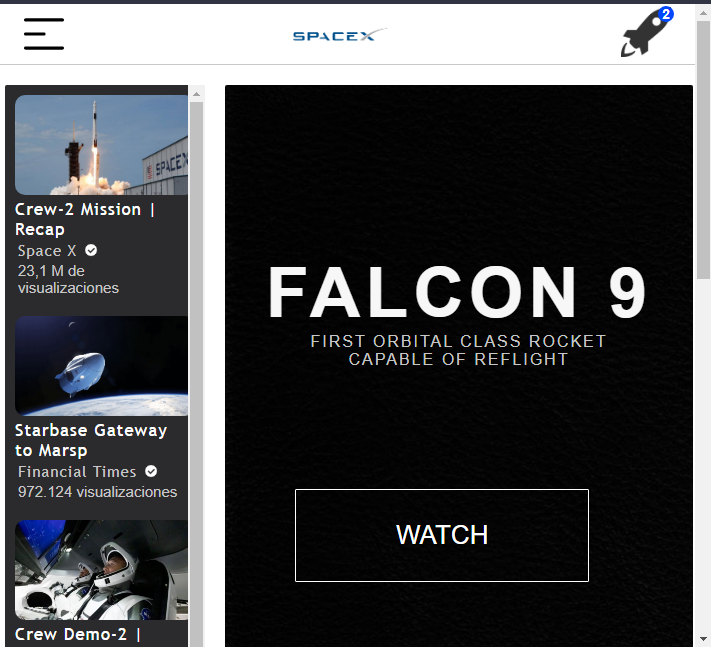 SPACEX
2
SPACEX
Crew-2 Mission |
Recap
Space X
23,1 M de
visualizaciones
Starbase Gateway
to Marsp
Financial Times
972.124 visualizaciones
Crew Demo-2 |
FALCON 9
FIRST ORBITAL CLASS ROCKET
CAPABLE OF REFLIGHT
WATCH